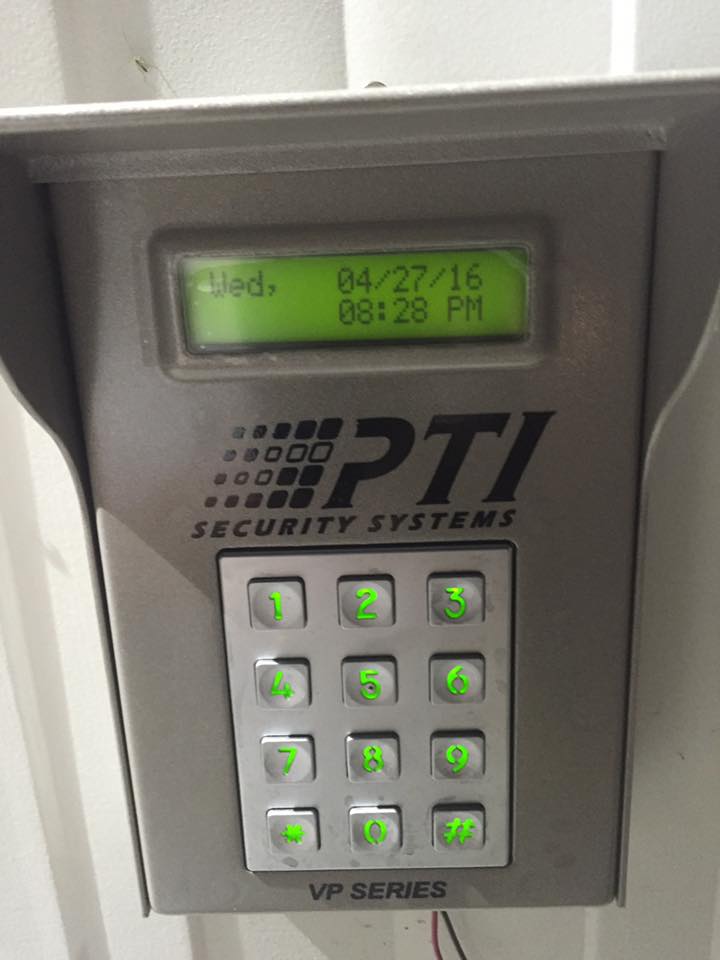 Wed, 04/27/16
08:28 PM
PTI
SECURITY SYSTEMS
1 2 3
4 5 6
7 8 9
* 0 #
VP SERIES